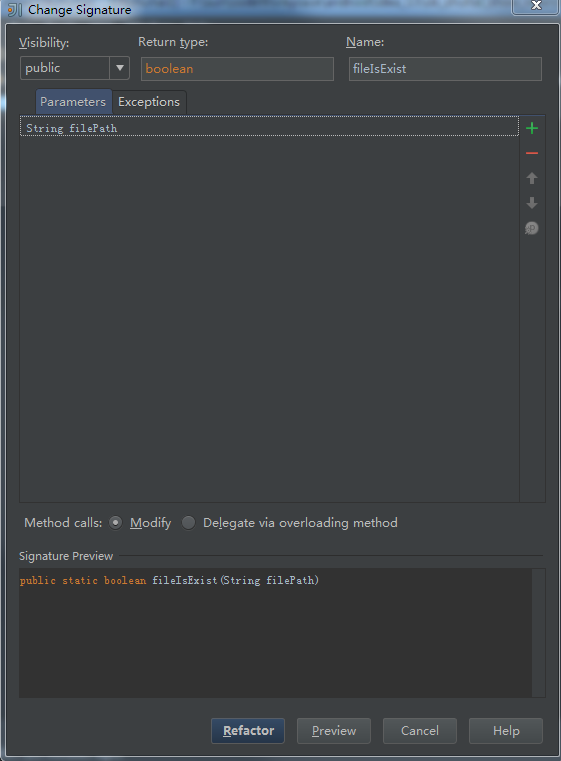 Change Signature
Visibility:
Return type:
Name:
public
boolean
fileIsExist
Parameters
Exceptions
String filePath
Method calls:
Modify
Delegate via overloading method
Signature Preview
public static boolean fileIsExist(String filePath)
Refactor
Preview
Cancel
Help